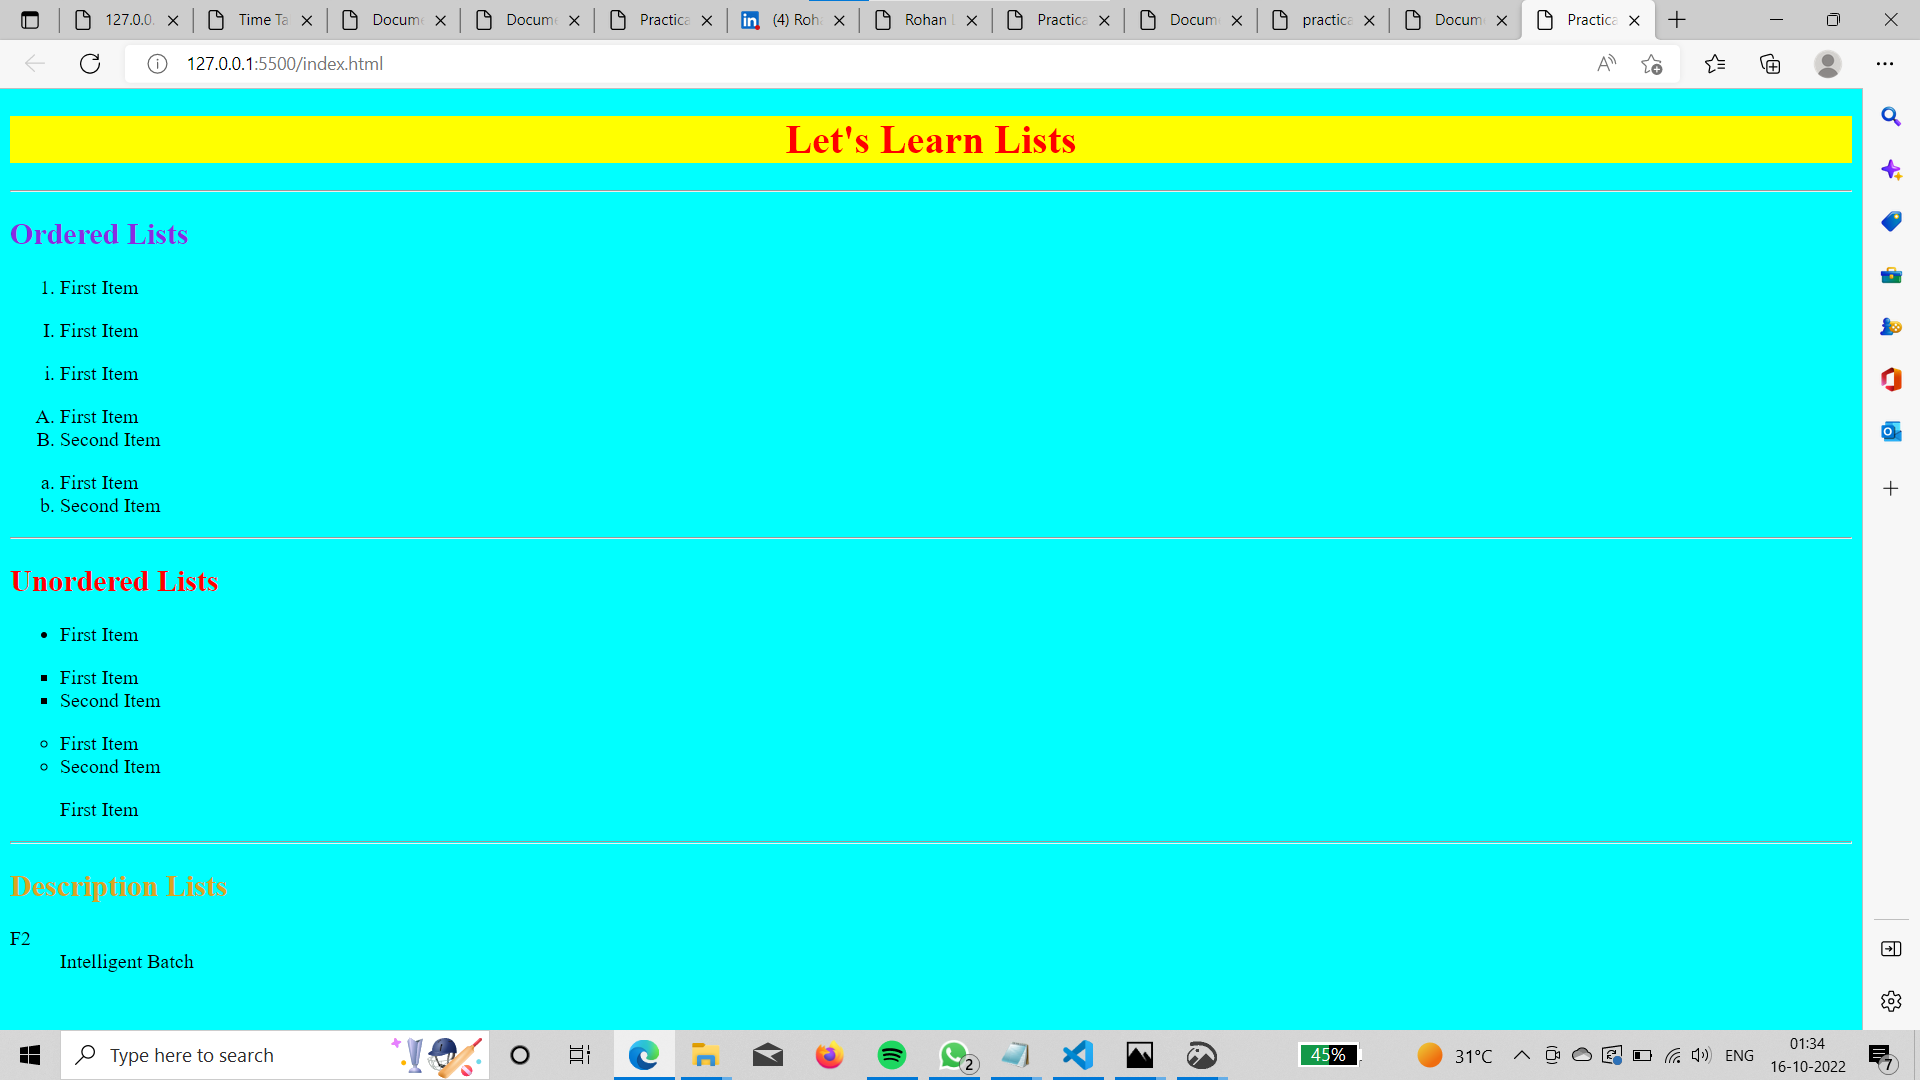 127.0.0. Time Ta Docume Docume Practica (4) Roha Rohan L Practica Docume practica Docume Practica
127.0.0.1:5500/index.html
Let's Learn Lists
Ordered Lists
1. First Item
I. First Item
i. First Item
A. First Item
B. Second Item
a. First Item
b. Second Item
Unordered Lists
• First Item
▪ First Item
▪ Second Item
◦ First Item
◦ Second Item
First Item
Description Lists
F2
Intelligent Batch
Type here to search
2
45%
31°C
ENG
01:34
16-10-2022
7